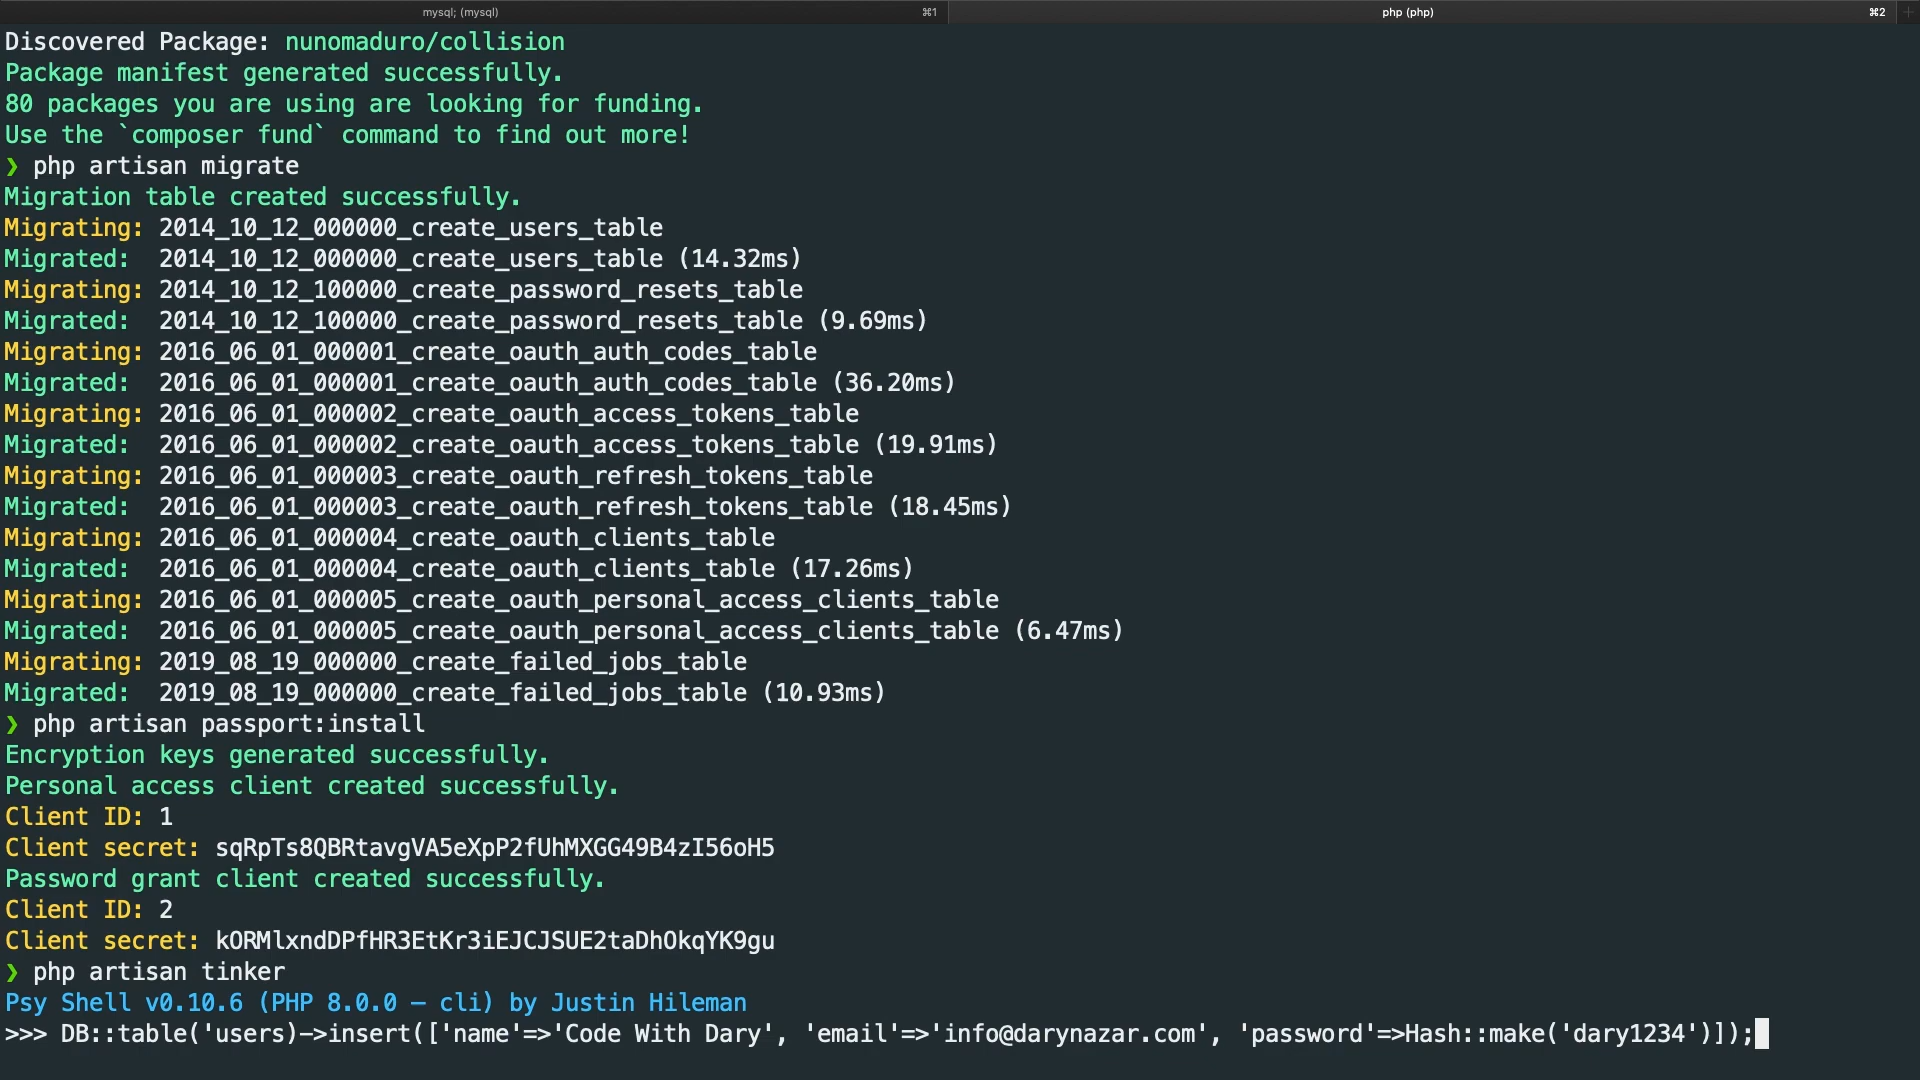 mysql; (mysql) ⌘1 php (php) ⌘2
Discovered Package: nunomaduro/collision
Package manifest generated successfully.
80 packages you are using are looking for funding.
Use the `composer fund` command to find out more!
❯ php artisan migrate
Migration table created successfully.
Migrating: 2014_10_12_000000_create_users_table
Migrated:  2014_10_12_000000_create_users_table (14.32ms)
Migrating: 2014_10_12_100000_create_password_resets_table
Migrated:  2014_10_12_100000_create_password_resets_table (9.69ms)
Migrating: 2016_06_01_000001_create_oauth_auth_codes_table
Migrated:  2016_06_01_000001_create_oauth_auth_codes_table (36.20ms)
Migrating: 2016_06_01_000002_create_oauth_access_tokens_table
Migrated:  2016_06_01_000002_create_oauth_access_tokens_table (19.91ms)
Migrating: 2016_06_01_000003_create_oauth_refresh_tokens_table
Migrated:  2016_06_01_000003_create_oauth_refresh_tokens_table (18.45ms)
Migrating: 2016_06_01_000004_create_oauth_clients_table
Migrated:  2016_06_01_000004_create_oauth_clients_table (17.26ms)
Migrating: 2016_06_01_000005_create_oauth_personal_access_clients_table
Migrated:  2016_06_01_000005_create_oauth_personal_access_clients_table (6.47ms)
Migrating: 2019_08_19_000000_create_failed_jobs_table
Migrated:  2019_08_19_000000_create_failed_jobs_table (10.93ms)
❯ php artisan passport:install
Encryption keys generated successfully.
Personal access client created successfully.
Client ID: 1
Client secret: sqRpTs8QBRtavgVA5eXpP2fUhMXGG49B4zI56oH5
Password grant client created successfully.
Client ID: 2
Client secret: kORMlxndDPfHR3EtKr3iEJCJSUE2taDhOkqYK9gu
❯ php artisan tinker
Psy Shell v0.10.6 (PHP 8.0.0 — cli) by Justin Hileman
>>> DB::table('users)->insert(['name'=>'Code With Dary', 'email'=>'info@darynazar.com', 'password'=>Hash::make('dary1234')]);